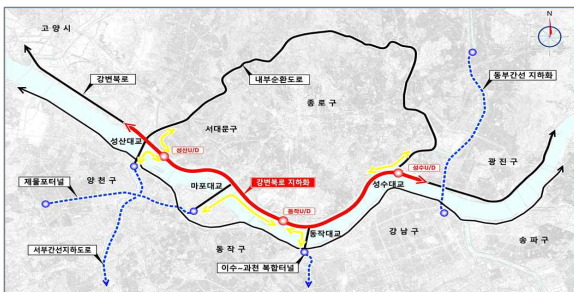 고양시
N
강변북로
내부순환도로
동부간선 지하화
종로구
서대문구
성산대교
성산U/D
광진구
양천구
제물포터널
마포대교
강변북로 지하화
성수U/D
성수대교
동작U/D
동작대교
강남구
송파구
서부간선지하도로
동작구
이수~과천 복합터널